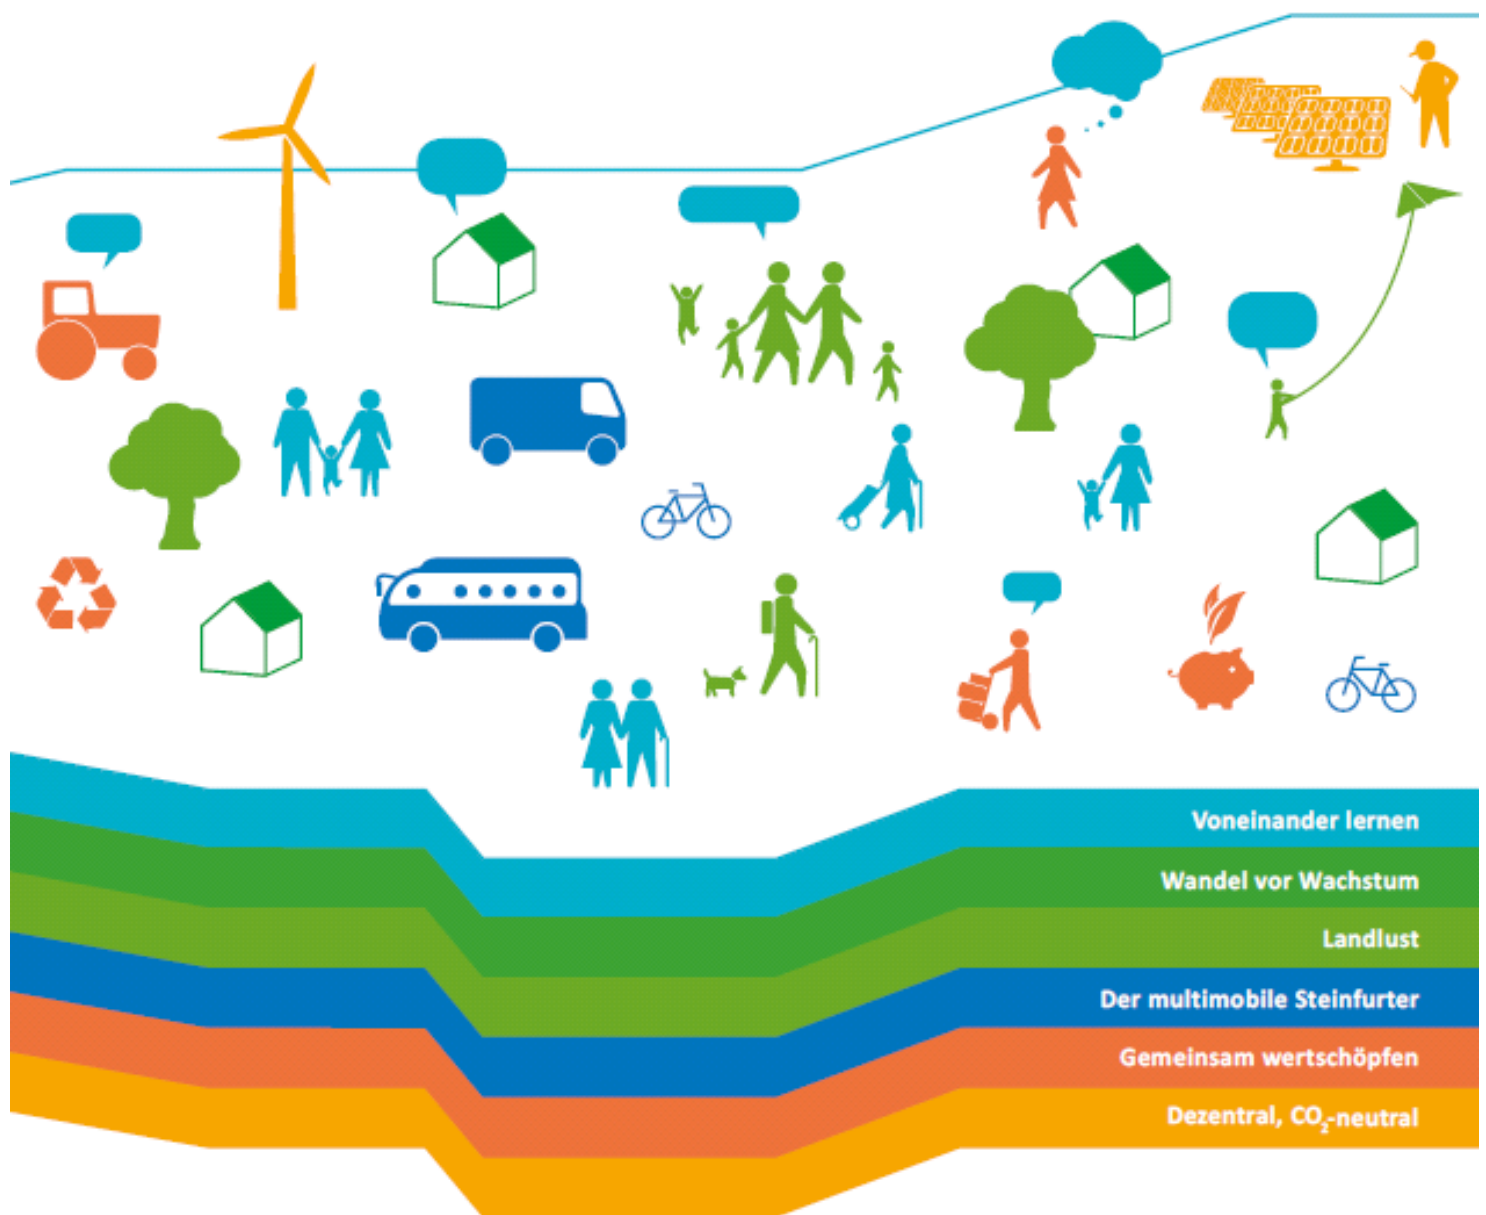 Voneinander lernen
Wandel vor Wachstum
Landlust
Der multimobile Steinfurter
Gemeinsam wertschöpfen
Dezentral, CO₂-neutral